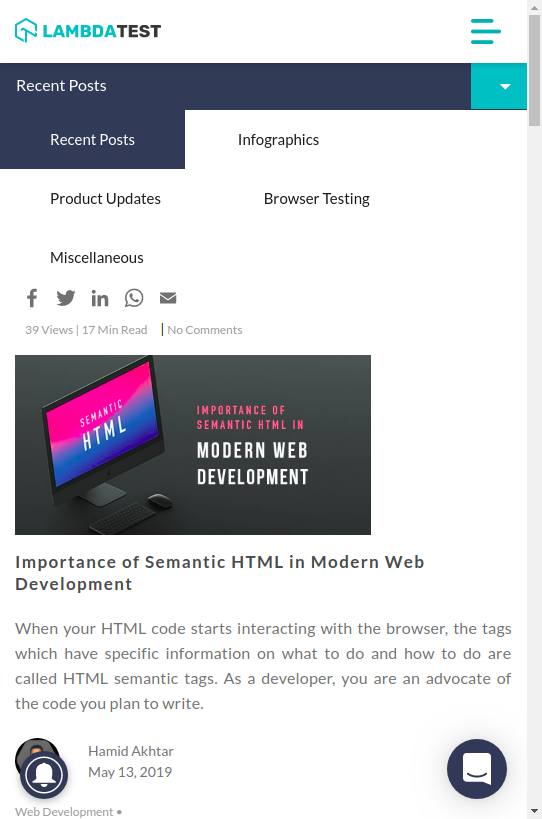 LAMBDATEST
Recent Posts
Recent Posts
Infographics
Product Updates
Browser Testing
Miscellaneous
39 Views | 17 Min Read | No Comments
SEMANTIC
HTML
IMPORTANCE OF
SEMANTIC HTML IN
MODERN WEB
DEVELOPMENT
Importance of Semantic HTML in Modern Web
Development
When your HTML code starts interacting with the browser, the tags
which have specific information on what to do and how to do are
called HTML semantic tags. As a developer, you are an advocate of
the code you plan to write.
Hamid Akhtar
May 13, 2019
Web Development •